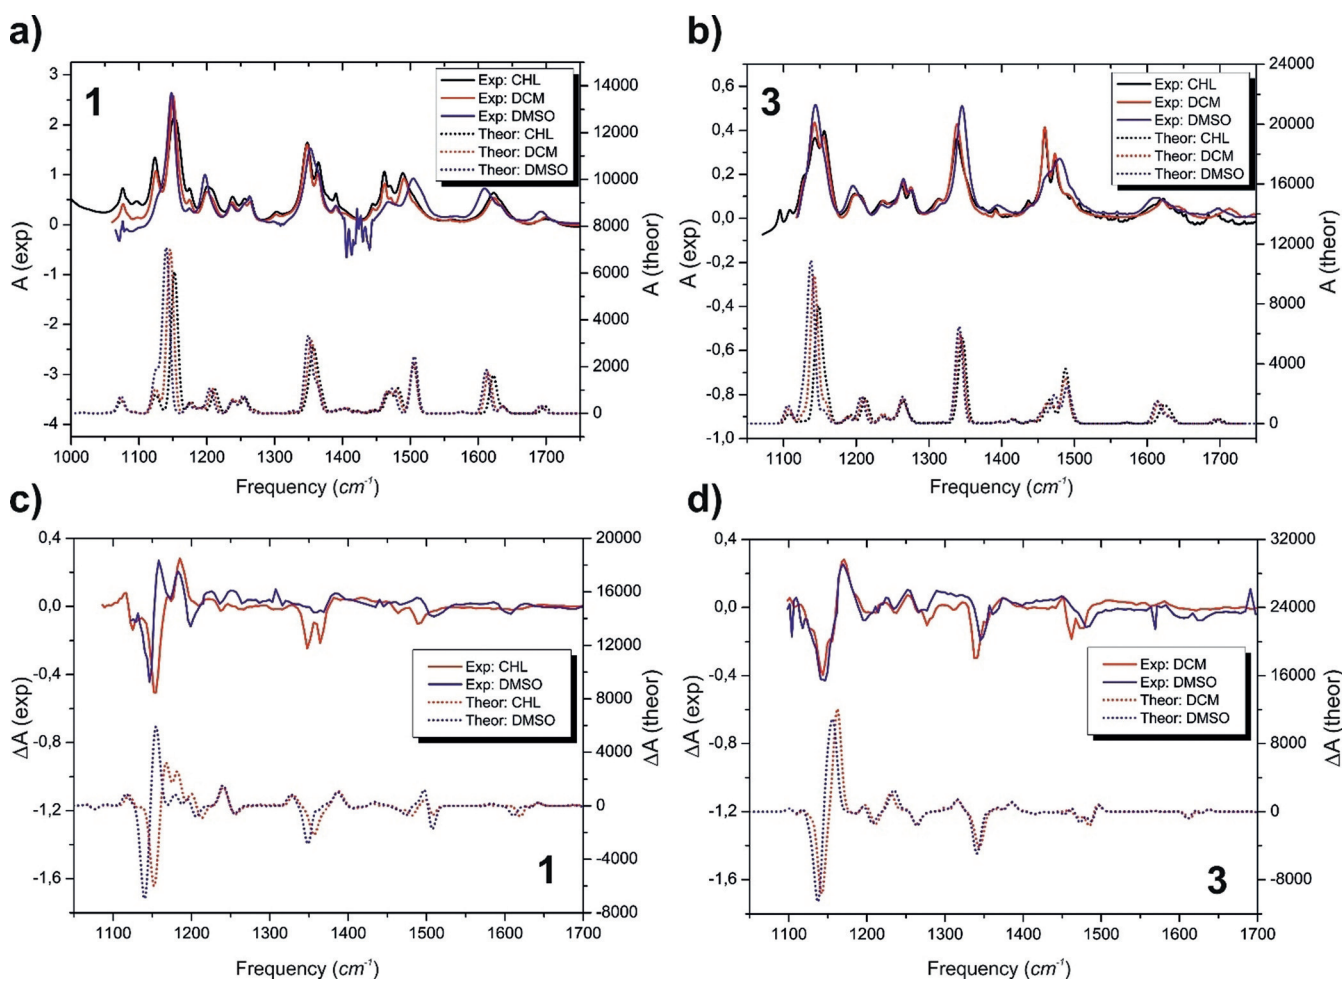 a)
3
2
1
0
-1
-2
-3
-4
A (exp)
1
Exp: CHL
Exp: DCM
Exp: DMSO
Theor: CHL
Theor: DCM
Theor: DMSO
14000
12000
10000
8000
6000
4000
2000
0
A (theor)
1000 1100 1200 1300 1400 1500 1600 1700
Frequency (cm-1)
b)
0,6
0,4
0,2
0,0
-0,2
-0,4
-0,6
-0,8
-1,0
A (exp)
3
Exp: CHL
Exp: DCM
Exp: DMSO
Theor: CHL
Theor: DCM
Theor: DMSO
24000
20000
16000
12000
8000
4000
0
A (theor)
1100 1200 1300 1400 1500 1600 1700
Frequency (cm-1)
c)
0,4
0,0
-0,4
-0,8
-1,2
-1,6
ΔA (exp)
Exp: CHL
Exp: DMSO
Theor: CHL
Theor: DMSO
1
20000
16000
12000
8000
4000
0
-4000
-8000
ΔA (theor)
1100 1200 1300 1400 1500 1600 1700
Frequency (cm-1)
d)
0,4
0,0
-0,4
-0,8
-1,2
-1,6
ΔA (exp)
Exp: DCM
Exp: DMSO
Theor: DCM
Theor: DMSO
3
32000
24000
16000
8000
0
-8000
ΔA (theor)
1100 1200 1300 1400 1500 1600 1700
Frequency (cm-1)